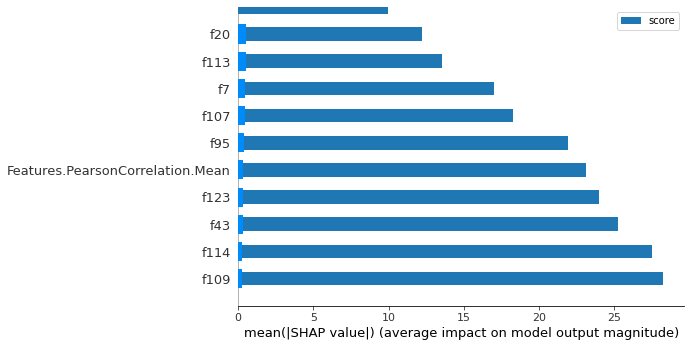 score
f20
f113
f7
f107
f95
Features.PearsonCorrelation.Mean
f123
f43
f114
f109
0 5 10 15 20 25
mean(|SHAP value|) (average impact on model output magnitude)